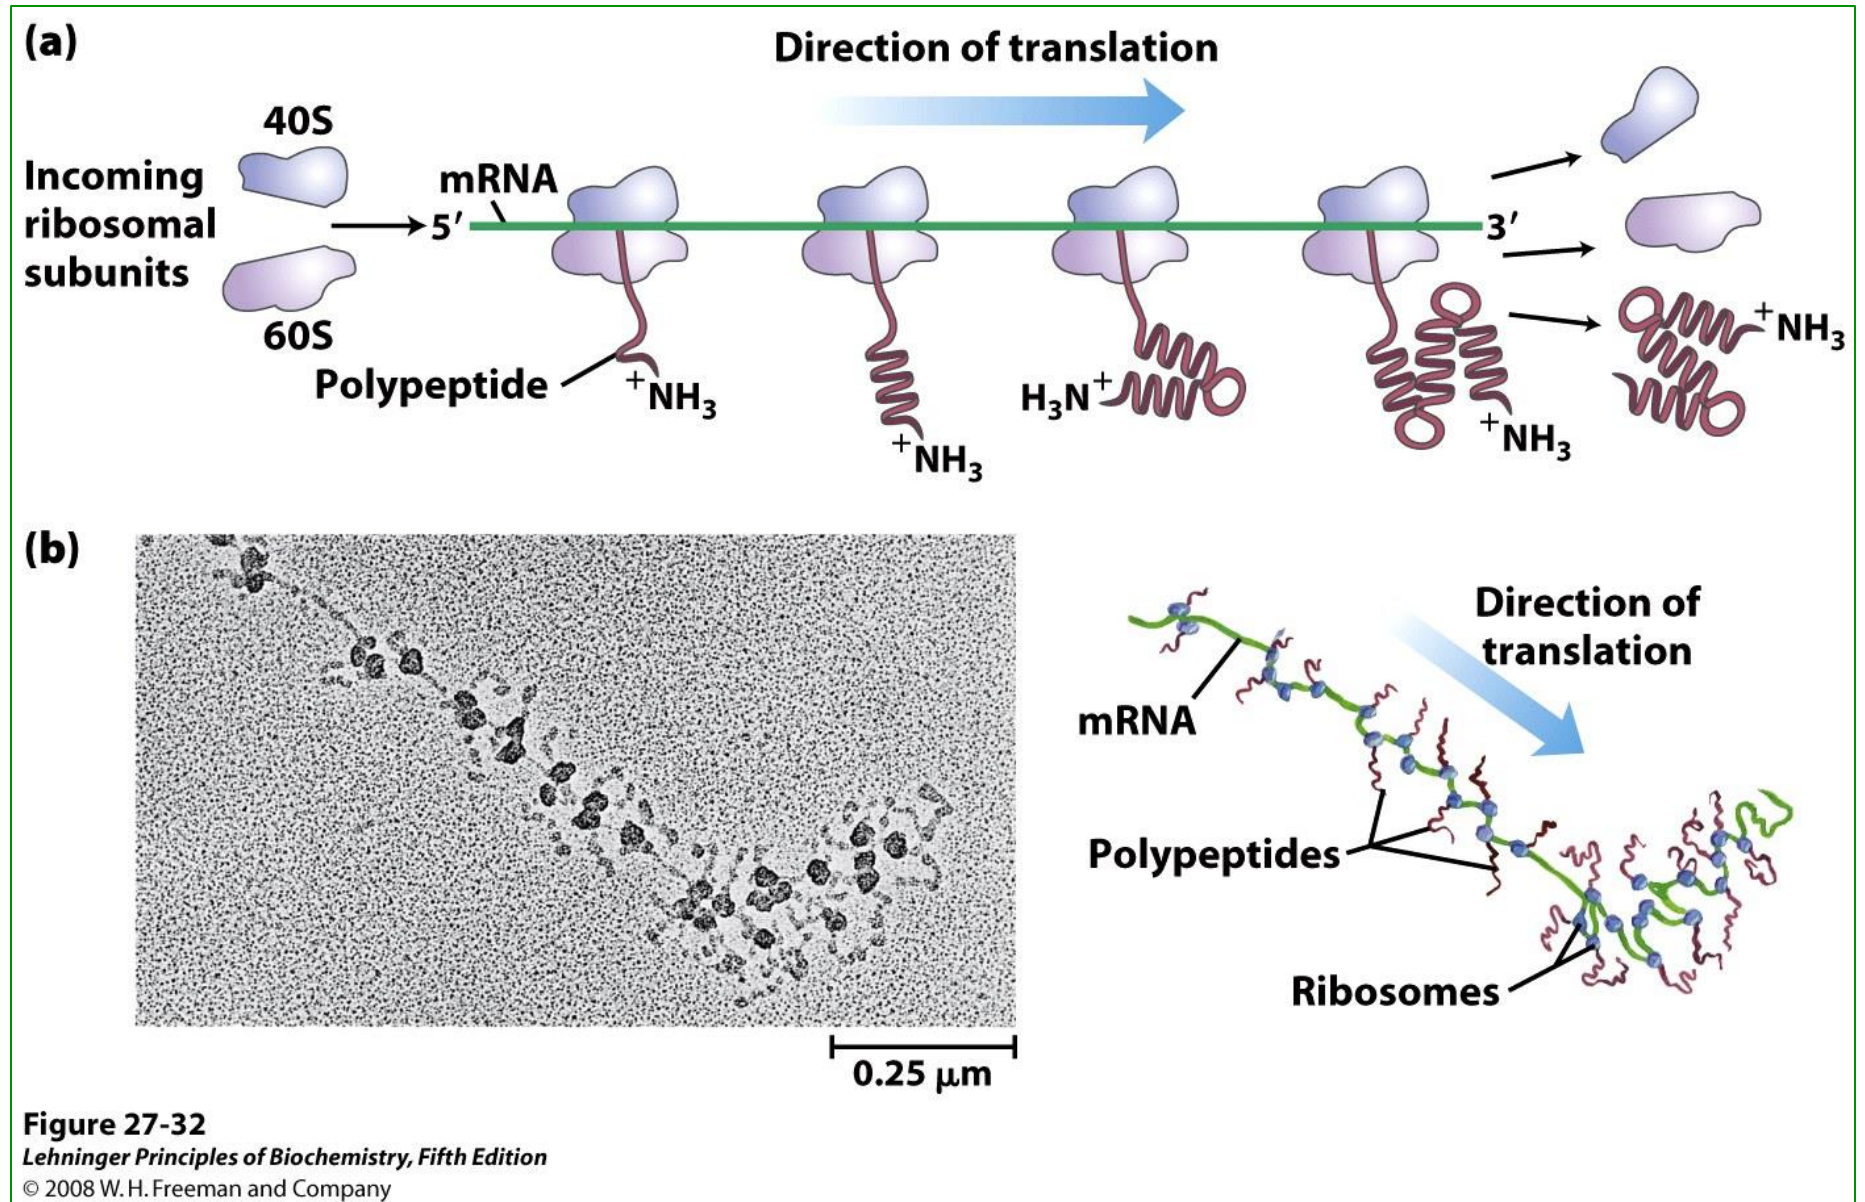 (a)
Direction of translation
40S
Incoming
ribosomal
subunits
60S
mRNA
5′
3′
Polypeptide
⁺NH₃
⁺NH₃
H₃N⁺
⁺NH₃
⁺NH₃
(b)
Direction of
translation
mRNA
Polypeptides
Ribosomes
0.25 μm
Figure 27-32
Lehninger Principles of Biochemistry, Fifth Edition
© 2008 W. H. Freeman and Company